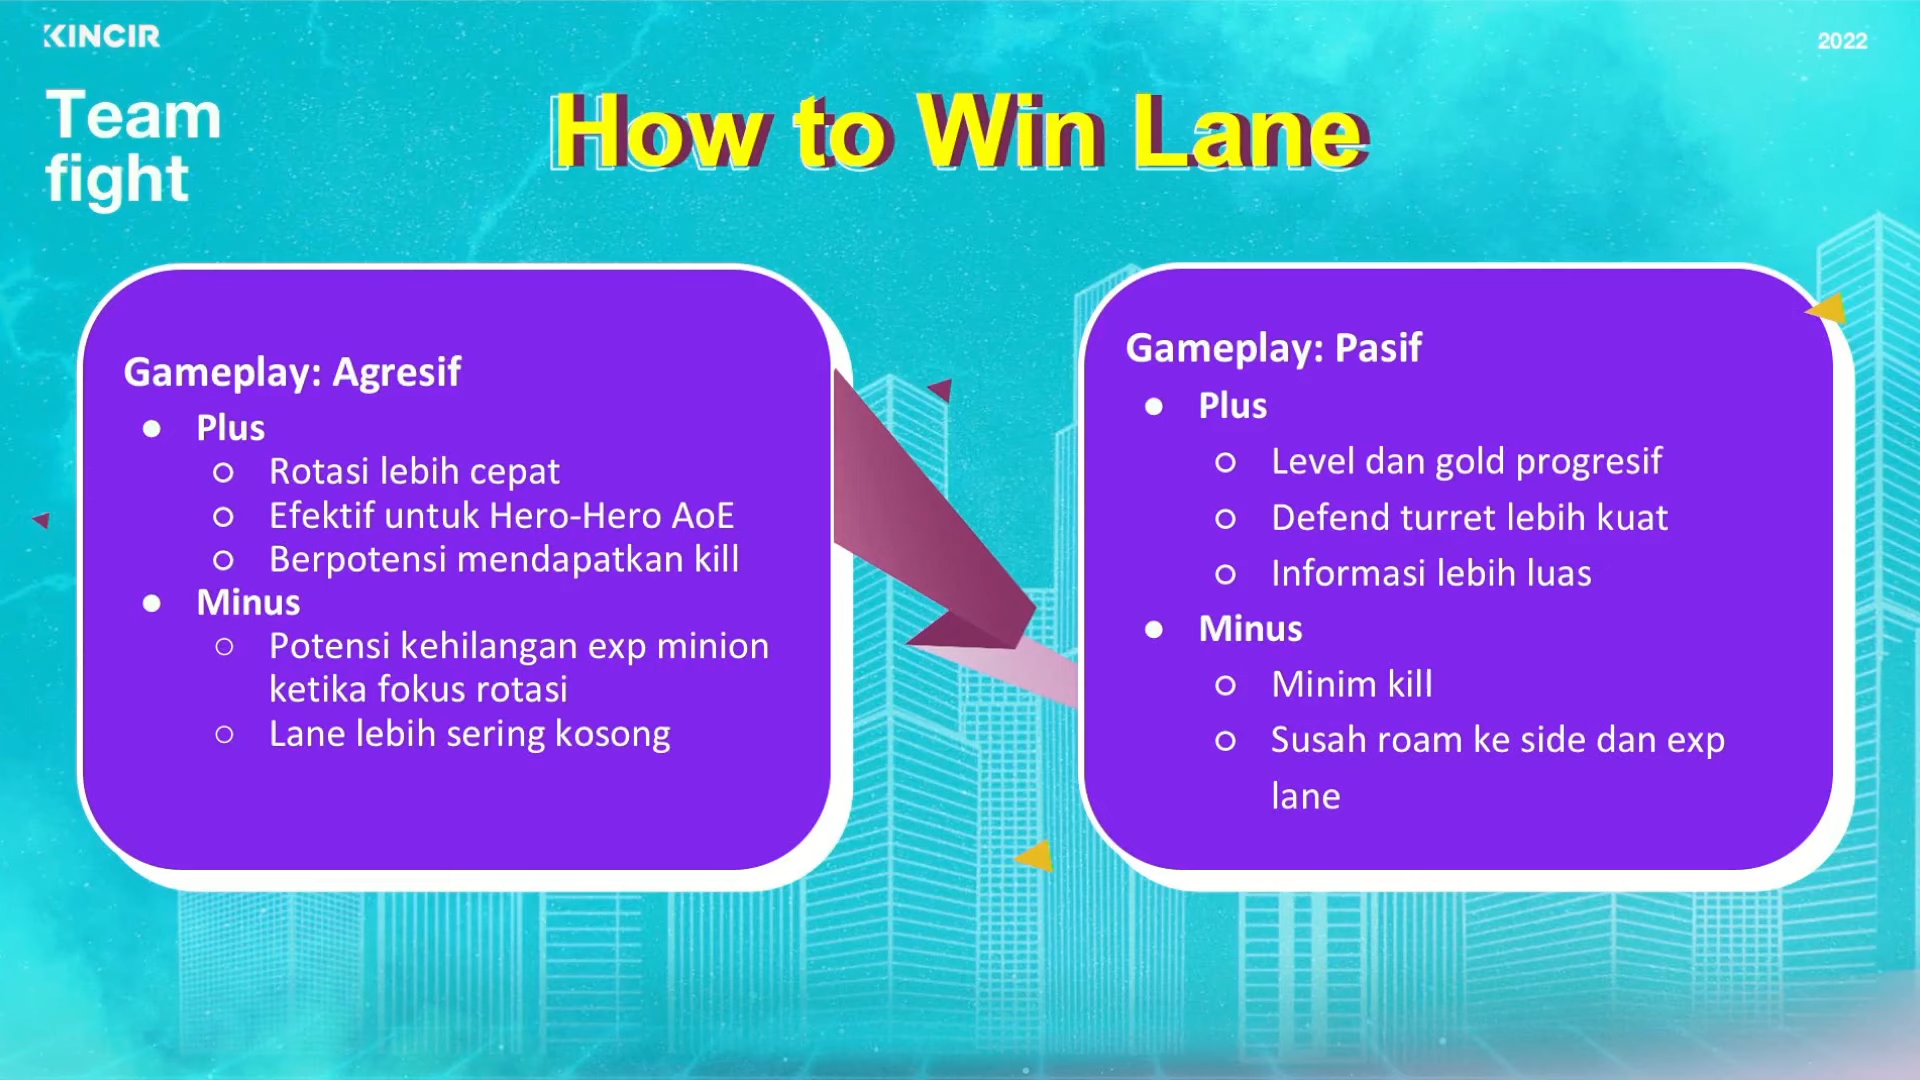 KINCIR
2022
Team
fight
How to Win Lane
Gameplay: Agresif
● Plus
○ Rotasi lebih cepat
○ Efektif untuk Hero-Hero AoE
○ Berpotensi mendapatkan kill
● Minus
○ Potensi kehilangan exp minion
ketika fokus rotasi
○ Lane lebih sering kosong
Gameplay: Pasif
● Plus
○ Level dan gold progresif
○ Defend turret lebih kuat
○ Informasi lebih luas
● Minus
○ Minim kill
○ Susah roam ke side dan exp
lane